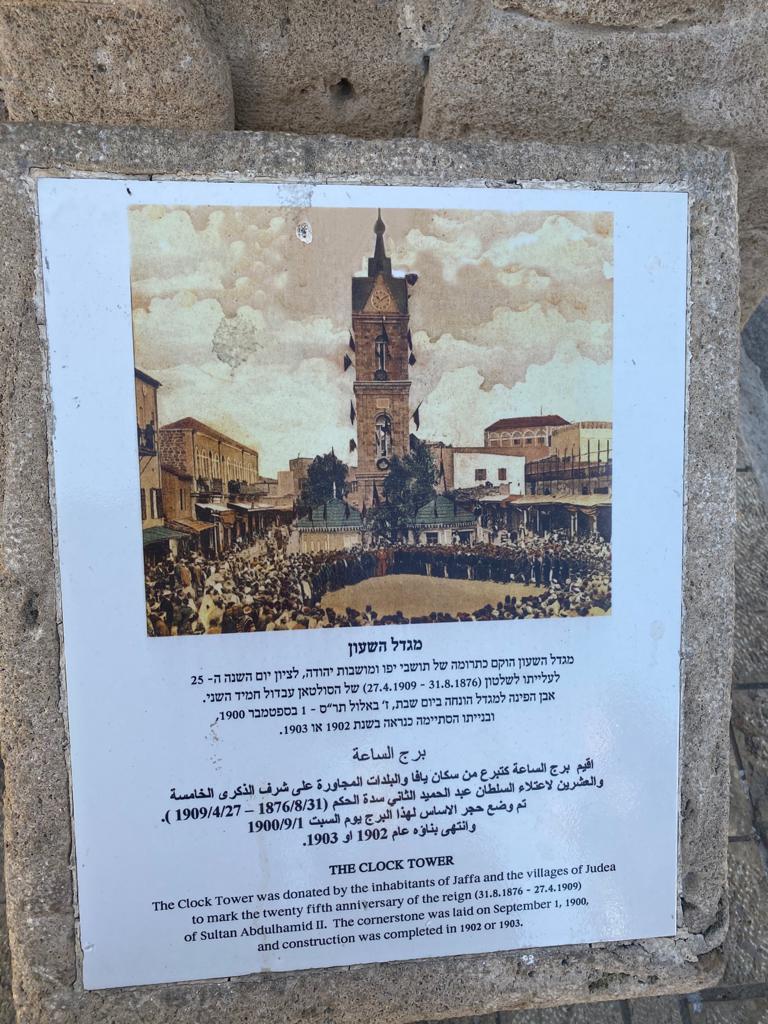 מגדל השעון
מגדל השעון הוקם כתרומה של תושבי יפו ומושבות יהודה, לציון יום השנה ה- 25
לעלייתו לשלטון (31.8.1876 - 27.4.1909) של הסולטאן עבדול חמיד השני.
אבן הפינה למגדל הונחה ביום שבת, ז' באלול תר"ס - 1 בספטמבר 1900,
ובנייתו הסתיימה כנראה בשנת 1902 או 1903.
برج الساعة
اقيم برج الساعة كتبرع من سكان يافا والبلدات المجاورة على شرف الذكرى الخامسة
والعشرين لاعتلاء السلطان عبد الحميد الثاني سدة الحكم (1876/8/31 – 1909/4/27 ).
تم وضع حجر الاساس لهذا البرج يوم السبت 1900/9/1
وانتهى بناؤه عام 1902 او 1903.
THE CLOCK TOWER
The Clock Tower was donated by the inhabitants of Jaffa and the villages of Judea
to mark the twenty fifth anniversary of the reign (31.8.1876 - 27.4.1909)
of Sultan Abdulhamid II. The cornerstone was laid on September 1, 1900,
and construction was completed in 1902 or 1903.